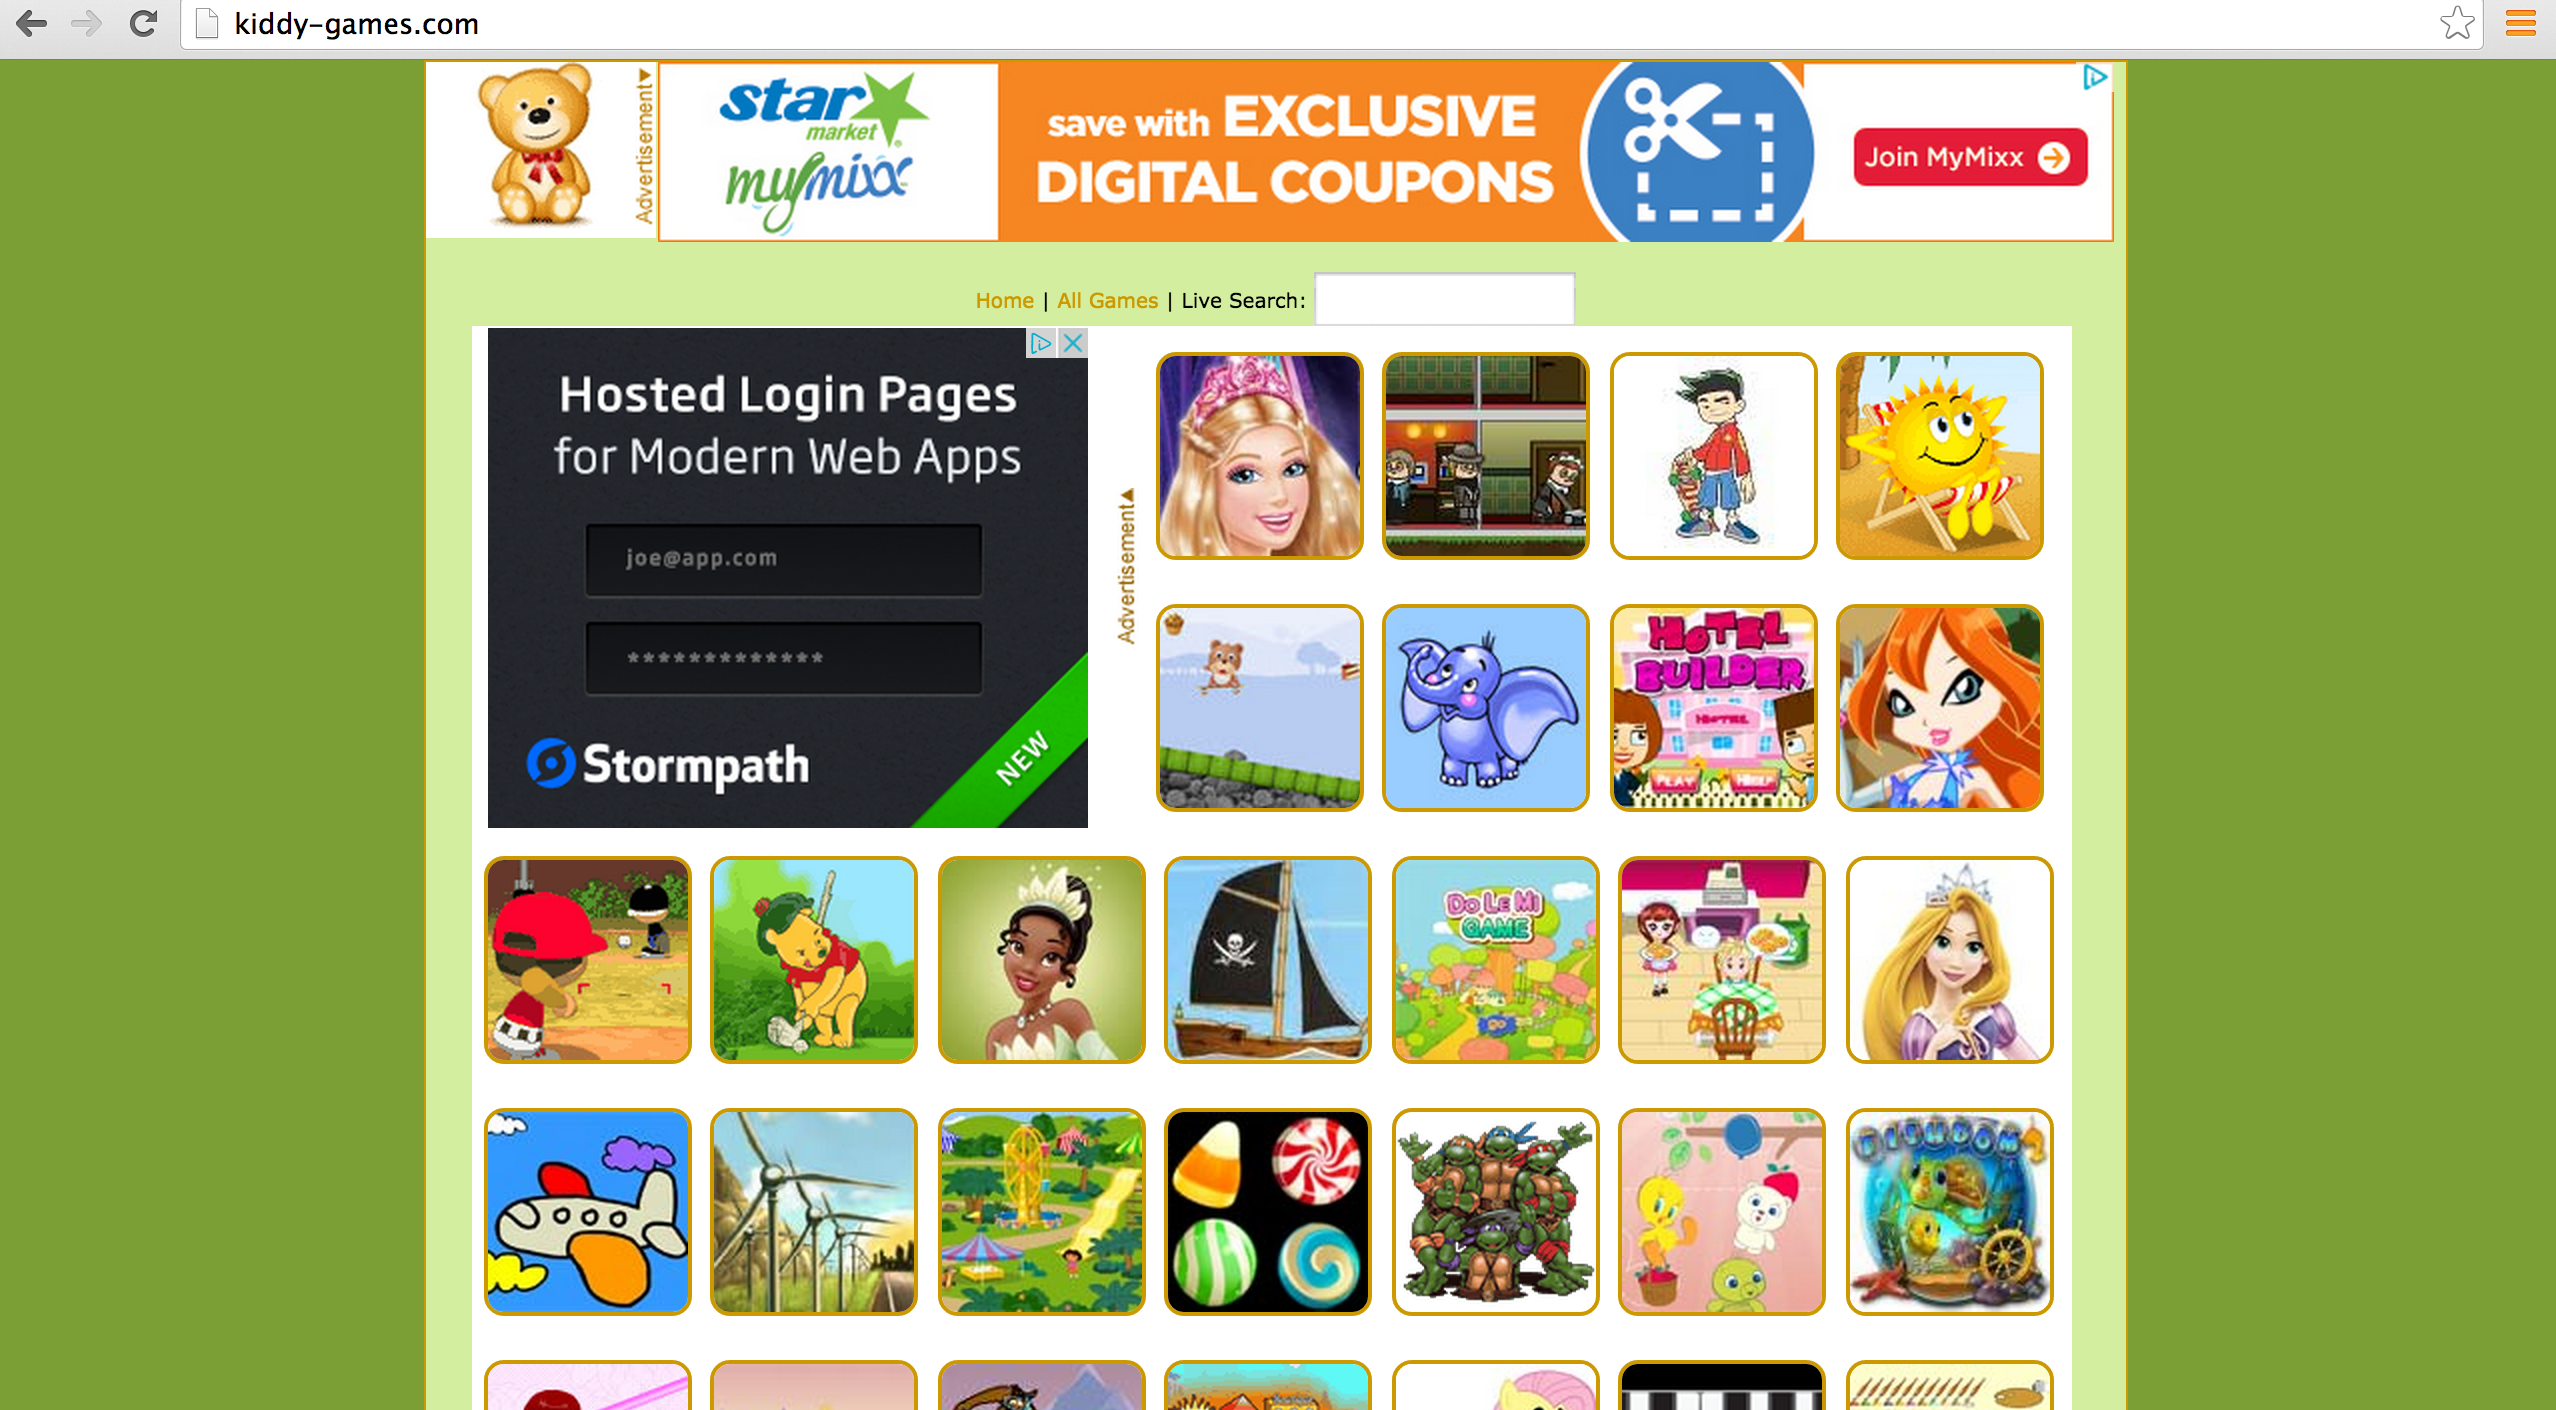 kiddy-games.com
Advertisement
star
market
mymixx
save with EXCLUSIVE
DIGITAL COUPONS
Join MyMixx
Home | All Games | Live Search:
Hosted Login Pages
for Modern Web Apps
joe@app.com
*************
Stormpath
NEW
Advertisement
HOTEL
BUILDER
HOTEL
PLAY
HELP
DO LE MI
GAME
FISHDOM